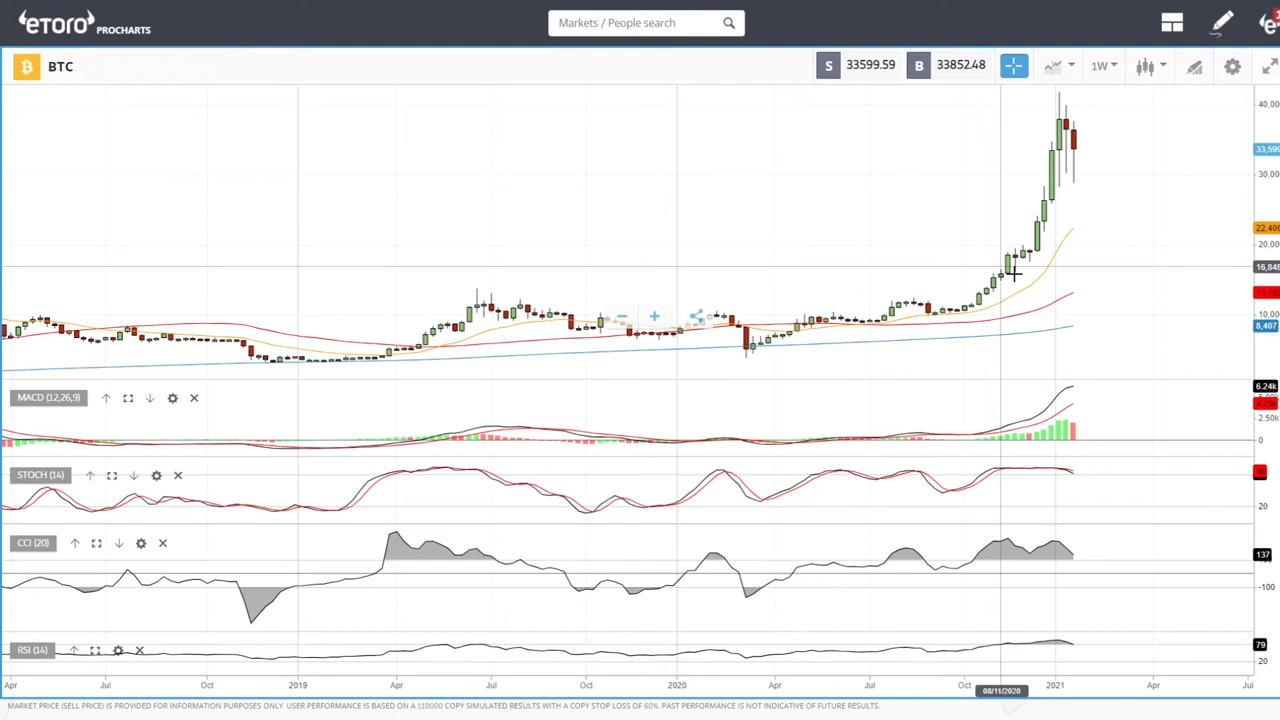 eToro PROCHARTS
Markets / People search
BTC
S 33599.59 B 33852.48
1W
40,000
33,599
30,000
22,406
20,000
16,848
10,000
8,407
MACD (12,26,9)
6.24k
2.50k
0
STOCH (14)
20
CCI (20)
137
-100
RSI (14)
79
20
Apr Jul Oct 2019 Apr Jul Oct 2020 Apr Jul Oct 2021 Apr Jul
08/11/2020
MARKET PRICE (SELL PRICE) IS PROVIDED FOR INFORMATION PURPOSES ONLY. USER PERFORMANCE IS BASED ON A $10000 COPY SIMULATED RESULTS WITH A COPY STOP LOSS OF 60%. PAST PERFORMANCE IS NOT INDICATIVE OF FUTURE RESULTS.